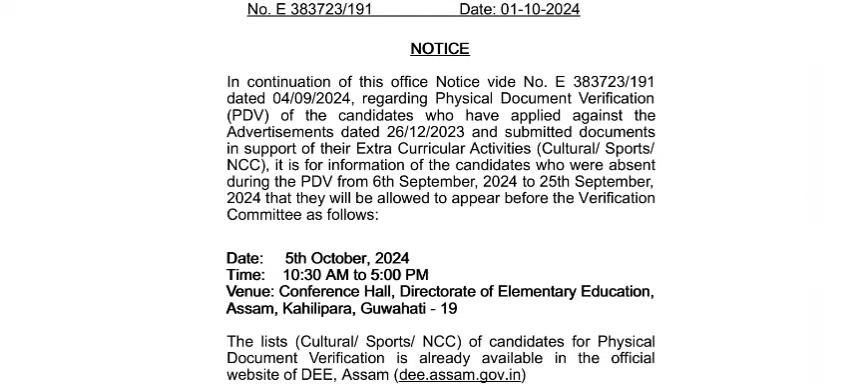 No. E 383723/191 Date: 01-10-2024
NOTICE
In continuation of this office Notice vide No. E 383723/191
dated 04/09/2024, regarding Physical Document Verification
(PDV) of the candidates who have applied against the
Advertisements dated 26/12/2023 and submitted documents
in support of their Extra Curricular Activities (Cultural/ Sports/
NCC), it is for information of the candidates who were absent
during the PDV from 6th September, 2024 to 25th September,
2024 that they will be allowed to appear before the Verification
Committee as follows:
Date: 5th October, 2024
Time: 10:30 AM to 5:00 PM
Venue: Conference Hall, Directorate of Elementary Education,
Assam, Kahilipara, Guwahati - 19
The lists (Cultural/ Sports/ NCC) of candidates for Physical
Document Verification is already available in the official
website of DEE, Assam (dee.assam.gov.in)